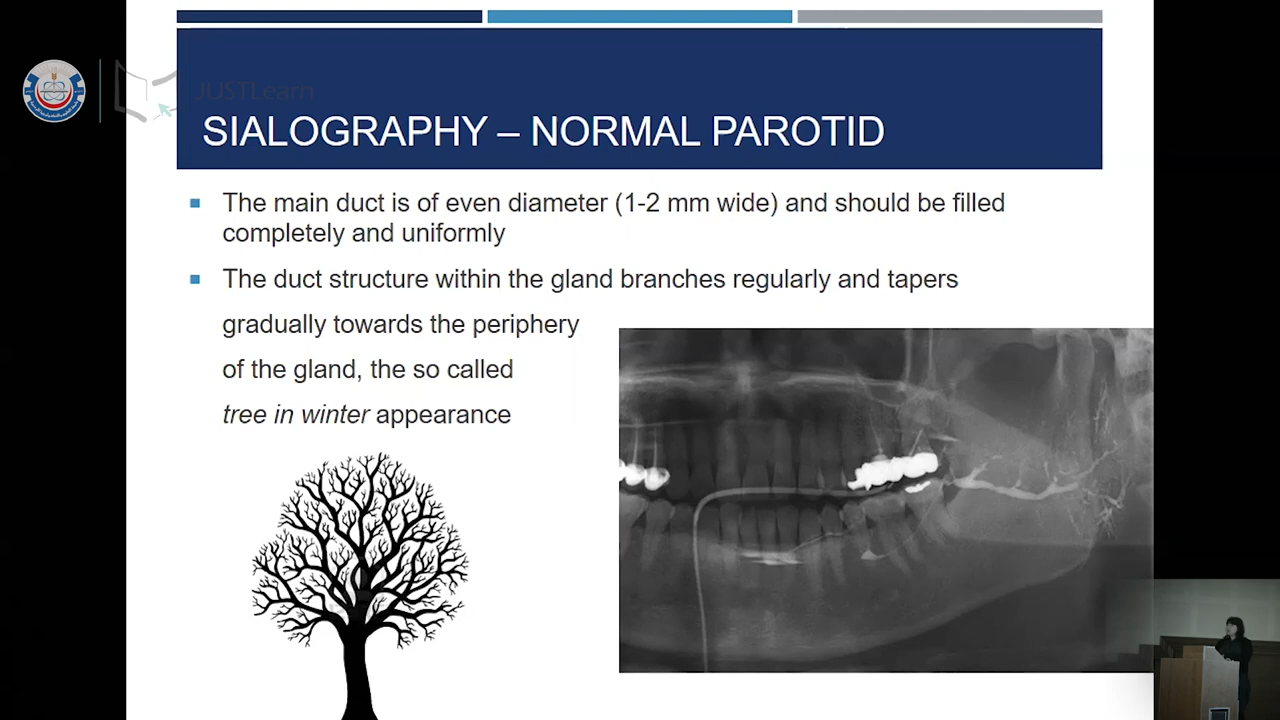 JUSTLearn
SIALOGRAPHY – NORMAL PAROTID
The main duct is of even diameter (1-2 mm wide) and should be filled
completely and uniformly
The duct structure within the gland branches regularly and tapers
gradually towards the periphery
of the gland, the so called
tree in winter appearance